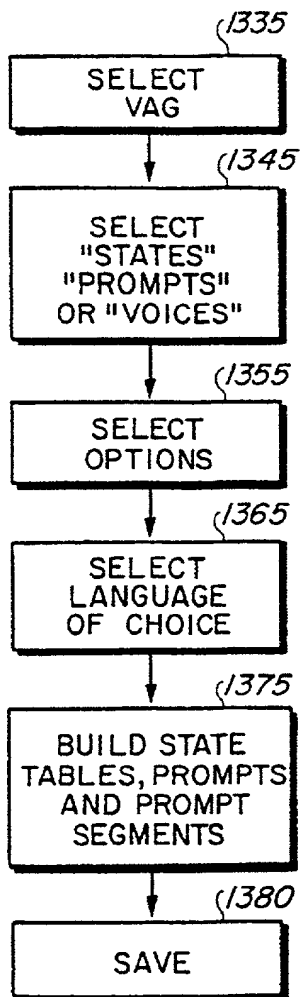 1335
SELECT
VAG
1345
SELECT
"STATES"
"PROMPTS"
OR "VOICES"
1355
SELECT
OPTIONS
1365
SELECT
LANGUAGE
OF CHOICE
1375
BUILD STATE
TABLES, PROMPTS
AND PROMPT
SEGMENTS
1380
SAVE